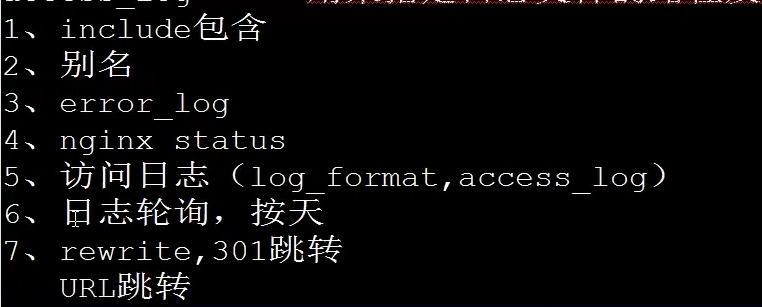 access_log
1、include包含
2、别名
3、error_log
4、nginx status
5、访问日志（log_format,access_log）
6、日志轮询，按天
7、rewrite,301跳转
URL跳转